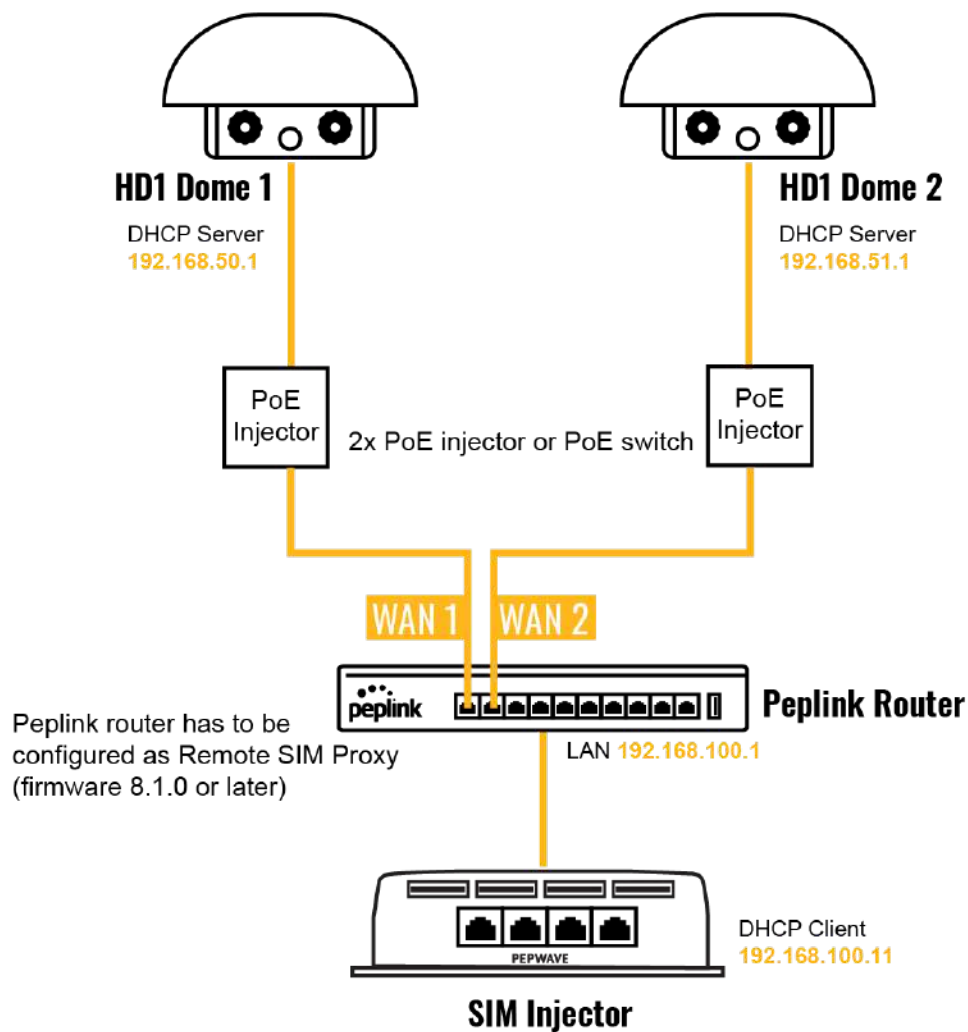 HD1 Dome 1
DHCP Server
192.168.50.1
HD1 Dome 2
DHCP Server
192.168.51.1
PoE
Injector
2x PoE injector or PoE switch
PoE
Injector
WAN 1
WAN 2
peplink
Peplink Router
Peplink router has to be
configured as Remote SIM Proxy
(firmware 8.1.0 or later)
LAN 192.168.100.1
PEPWAVE
DHCP Client
192.168.100.11
SIM Injector